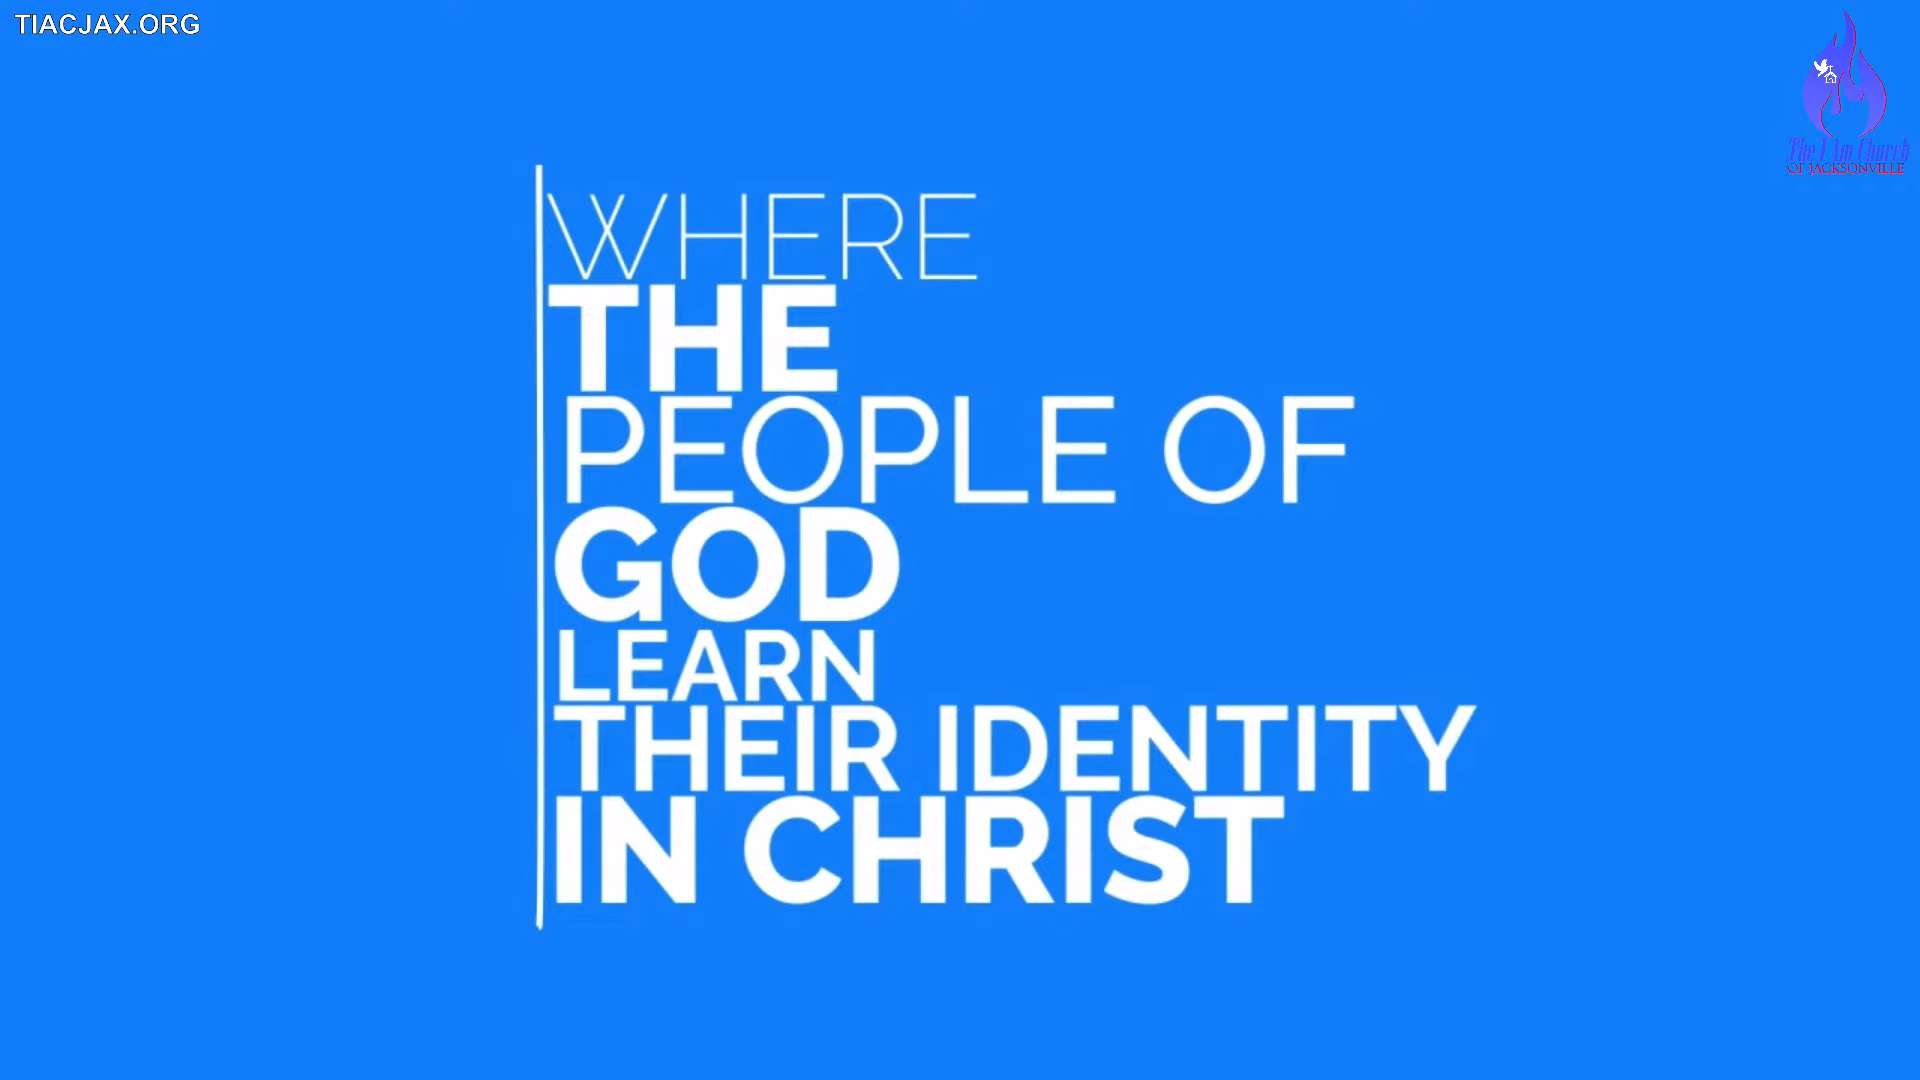 TIACJAX.ORG
The I Am Church
OF JACKSONVILLE
WHERE
THE
PEOPLE OF
GOD
LEARN
THEIR IDENTITY
IN CHRIST